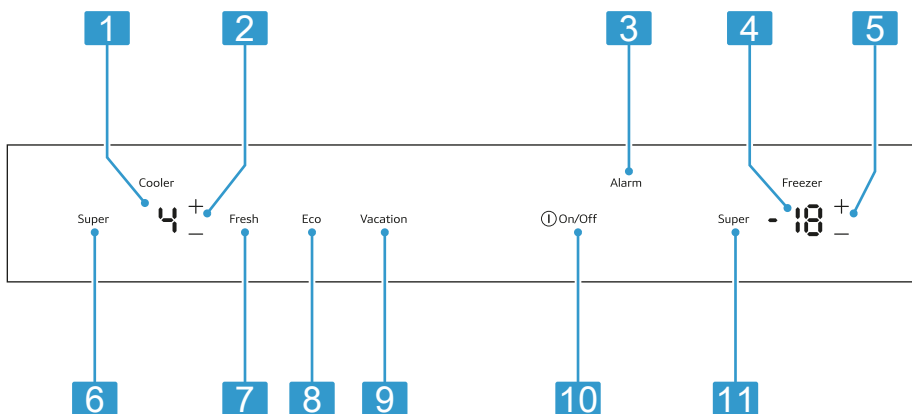 1 2 3 4 5
Cooler Alarm Freezer
Super 4 + − Fresh Eco Vacation On/Off Super -18 + −
6 7 8 9 10 11